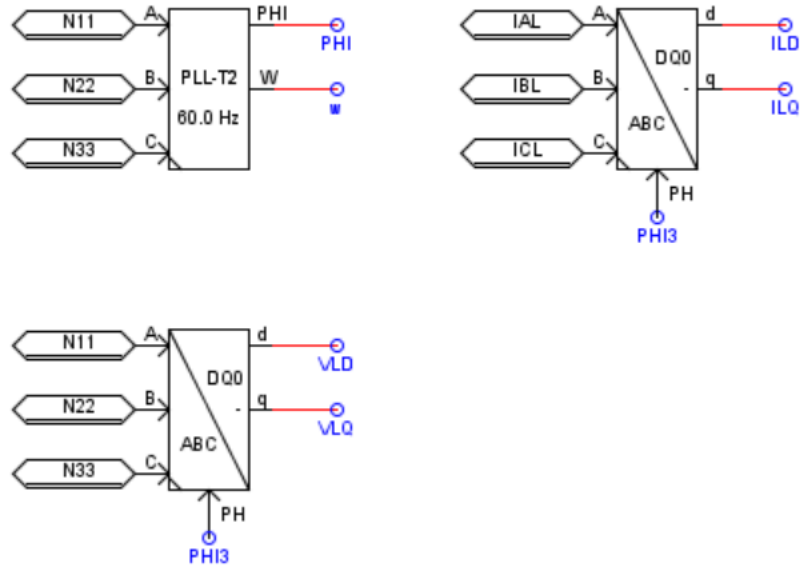 N11 A PHI
PHI
N22 B PLL-T2 W
60.0 Hz w
N33 C
IAL A d
ILD
DQ0
IBL B - q
ILQ
ABC
ICL C
PH
PHI3
N11 A d
VLD
DQ0
N22 B - q
VLQ
ABC
N33 C
PH
PHI3